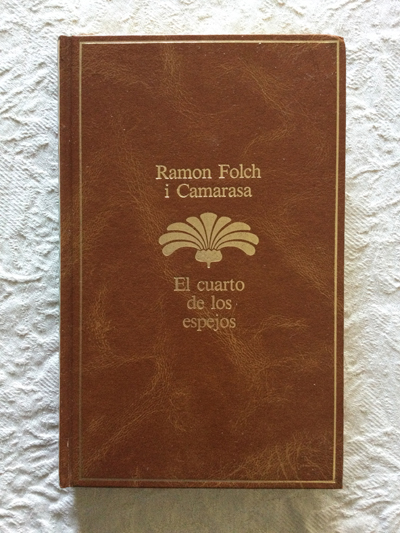 Ramon Folch
i Camarasa
El cuarto
de los
espejos